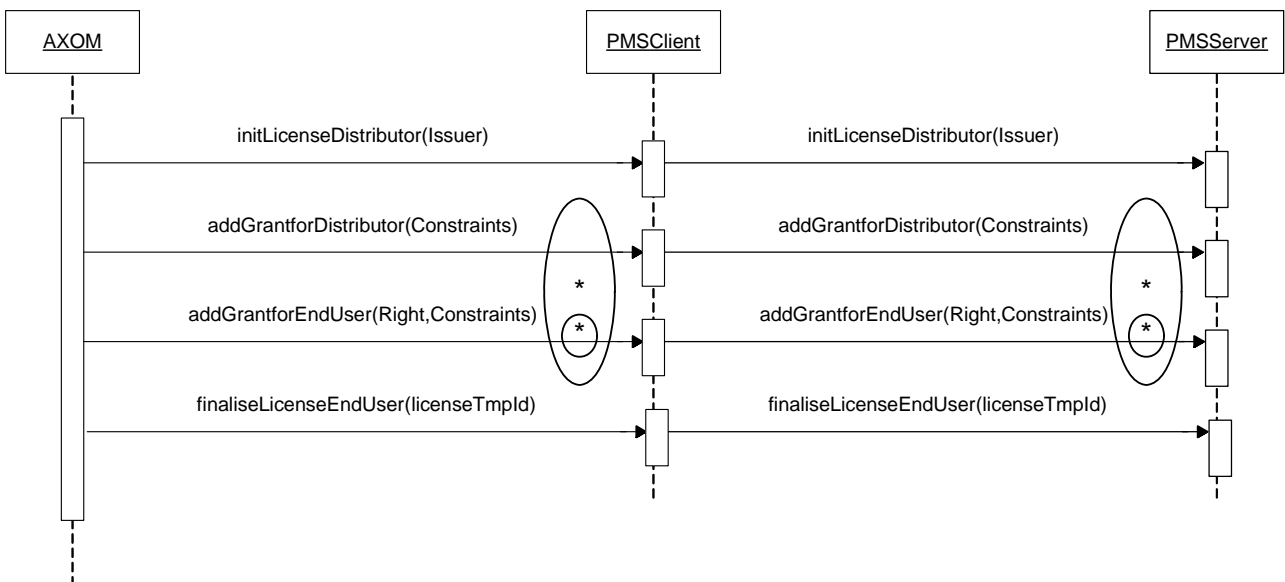 AXOM
PMSClient
PMSServer
initLicenseDistributor(Issuer)
initLicenseDistributor(Issuer)
addGrantforDistributor(Constraints)
addGrantforDistributor(Constraints)
*
*
addGrantforEndUser(Right,Constraints)
*
addGrantforEndUser(Right,Constraints)
*
finaliseLicenseEndUser(licenseTmpId)
finaliseLicenseEndUser(licenseTmpId)